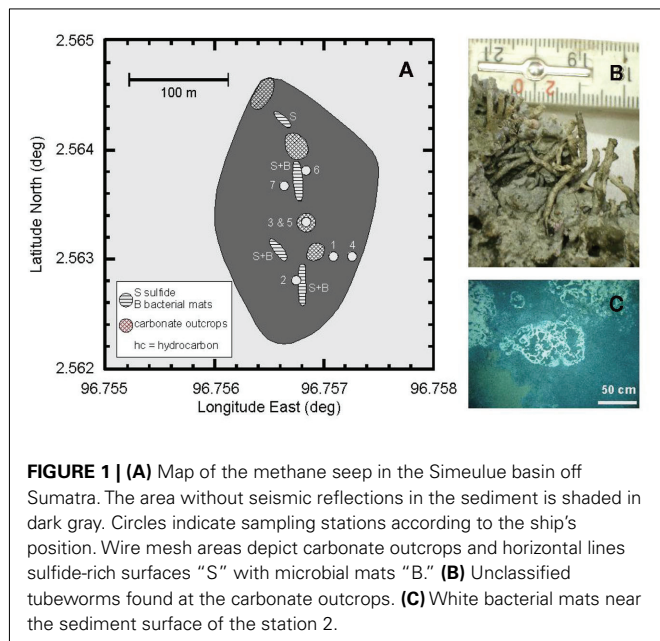 2.565
2.564
2.563
2.562
Latitude North (deg)
96.755 96.756 96.757 96.758
Longitude East (deg)
100 m
A
S
S+B
6
7
3 & 5
S+B
1 4
2
S+B
S sulfide
B bacterial mats
carbonate outcrops
hc = hydrocarbon
B
21 19
0 2
C
50 cm
FIGURE 1 | (A) Map of the methane seep in the Simeulue basin off
Sumatra. The area without seismic reflections in the sediment is shaded in
dark gray. Circles indicate sampling stations according to the ship's
position. Wire mesh areas depict carbonate outcrops and horizontal lines
sulfide-rich surfaces “S” with microbial mats “B.” (B) Unclassified
tubeworms found at the carbonate outcrops. (C) White bacterial mats near
the sediment surface of the station 2.